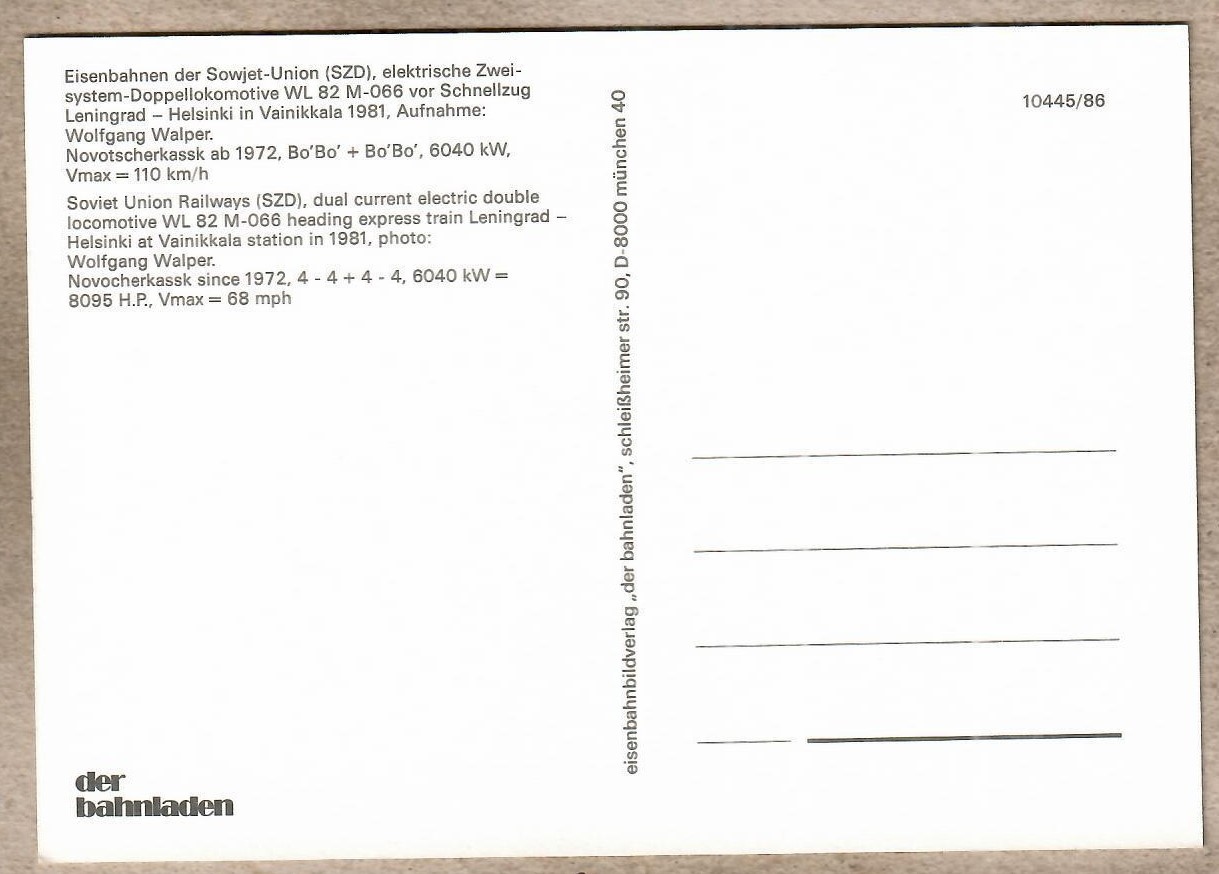 Eisenbahnen der Sowjet-Union (SZD), elektrische Zwei-
system-Doppellokomotive WL 82 M-066 vor Schnellzug
Leningrad – Helsinki in Vainikkala 1981, Aufnahme:
Wolfgang Walper.
Novotscherkassk ab 1972, Bo'Bo' + Bo'Bo', 6040 kW,
Vmax = 110 km/h
Soviet Union Railways (SZD), dual current electric double
locomotive WL 82 M-066 heading express train Leningrad –
Helsinki at Vainikkala station in 1981, photo:
Wolfgang Walper.
Novocherkassk since 1972, 4 - 4 + 4 - 4, 6040 kW =
8095 H.P., Vmax = 68 mph
der
bahnladen
eisenbahnbildverlag „der bahnladen“, schleißheimer str. 90, D-8000 münchen 40
10445/86